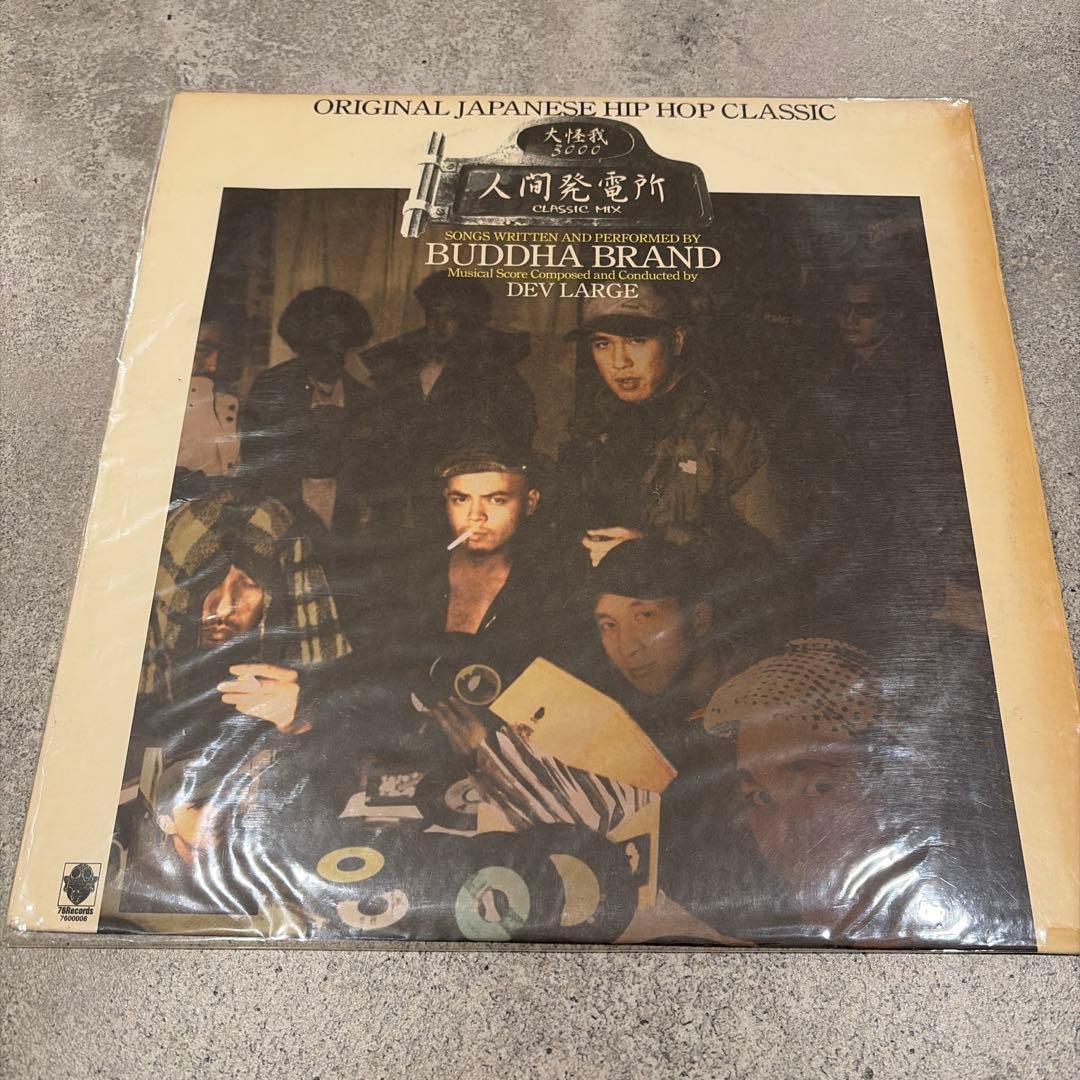 ORIGINAL JAPANESE HIP HOP CLASSIC
大怪我
3000
人間発電所
CLASSIC MIX
SONGS WRITTEN AND PERFORMED BY
BUDDHA BRAND
Musical Score Composed and Conducted by
DEV LARGE
76Records
7600008